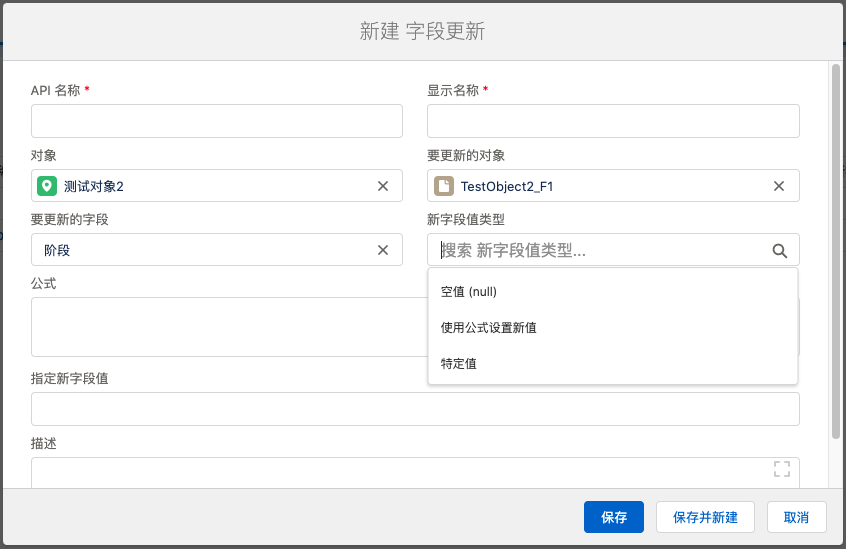 新建 字段更新
API 名称 *
显示名称 *
对象
要更新的对象
测试对象2
TestObject2_F1
要更新的字段
新字段值类型
阶段
搜索 新字段值类型...
公式
空值 (null)
使用公式设置新值
特定值
指定新字段值
描述
保存
保存并新建
取消